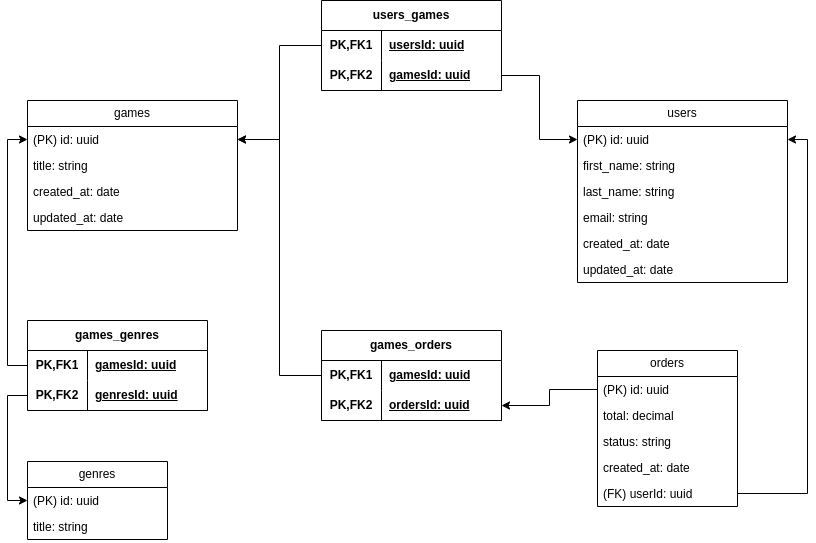 users_games
PK,FK1 usersId: uuid
PK,FK2 gamesId: uuid
games
(PK) id: uuid
title: string
created_at: date
updated_at: date
users
(PK) id: uuid
first_name: string
last_name: string
email: string
created_at: date
updated_at: date
games_genres
PK,FK1 gamesId: uuid
PK,FK2 genresId: uuid
games_orders
PK,FK1 gamesId: uuid
PK,FK2 ordersId: uuid
orders
(PK) id: uuid
total: decimal
status: string
created_at: date
(FK) userId: uuid
genres
(PK) id: uuid
title: string